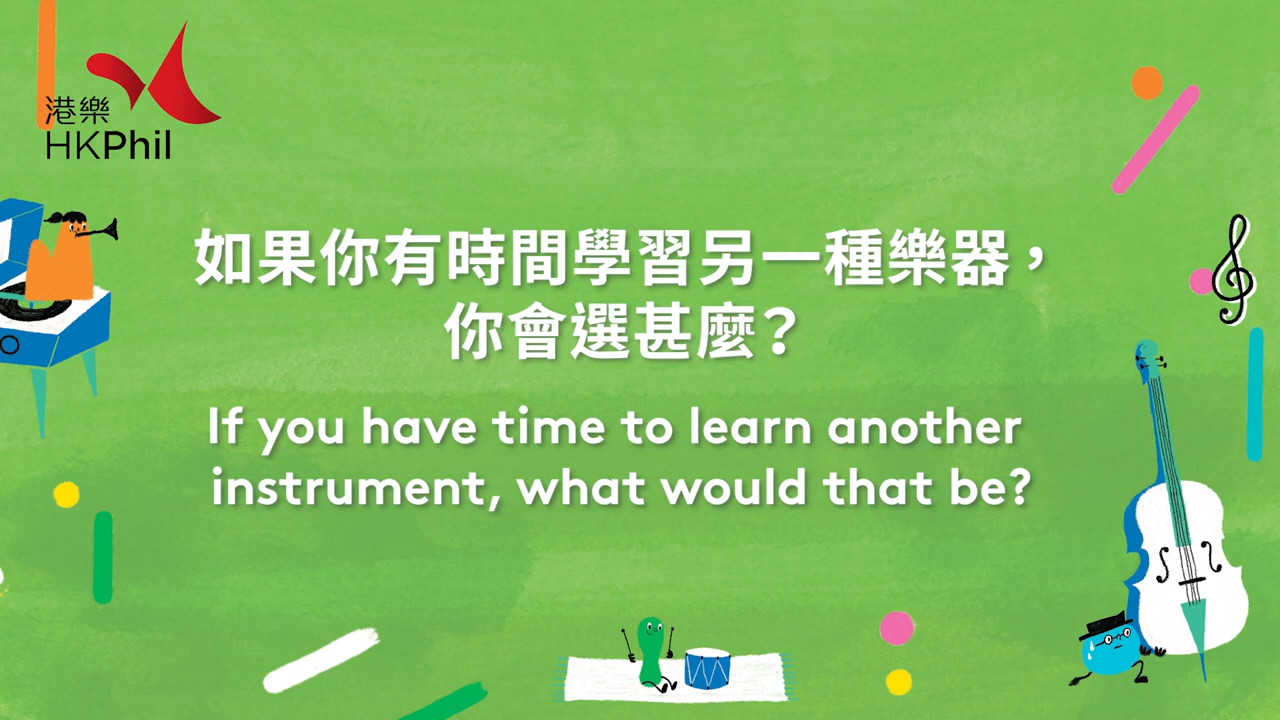 港樂
HKPhil
如果你有時間學習另一種樂器，
你會選甚麼？
If you have time to learn another
instrument, what would that be?